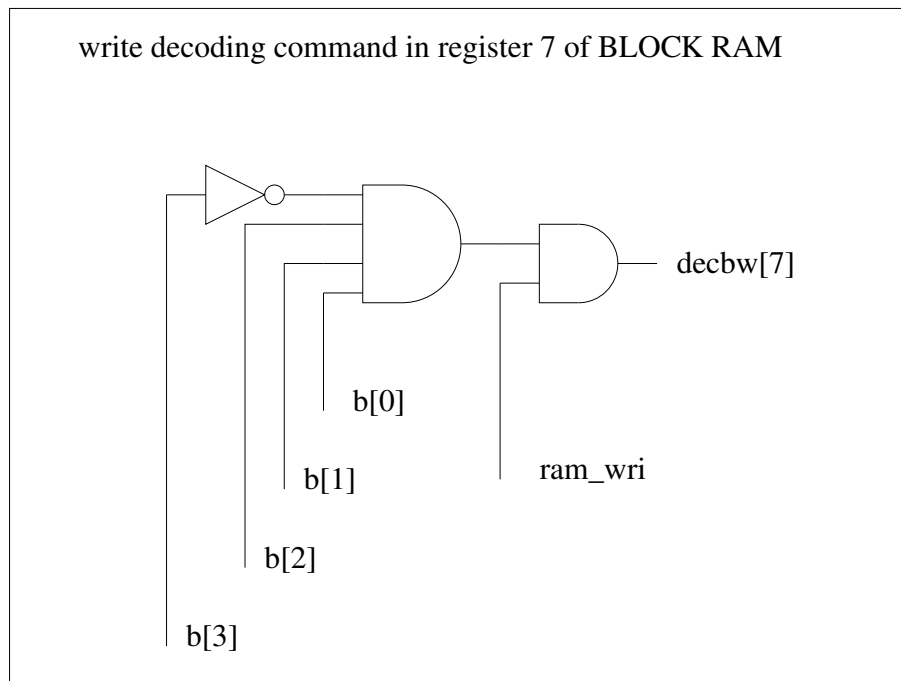 write decoding command in register 7 of BLOCK RAM
decbw[7]
b[0]
ram_wri
b[1]
b[2]
b[3]